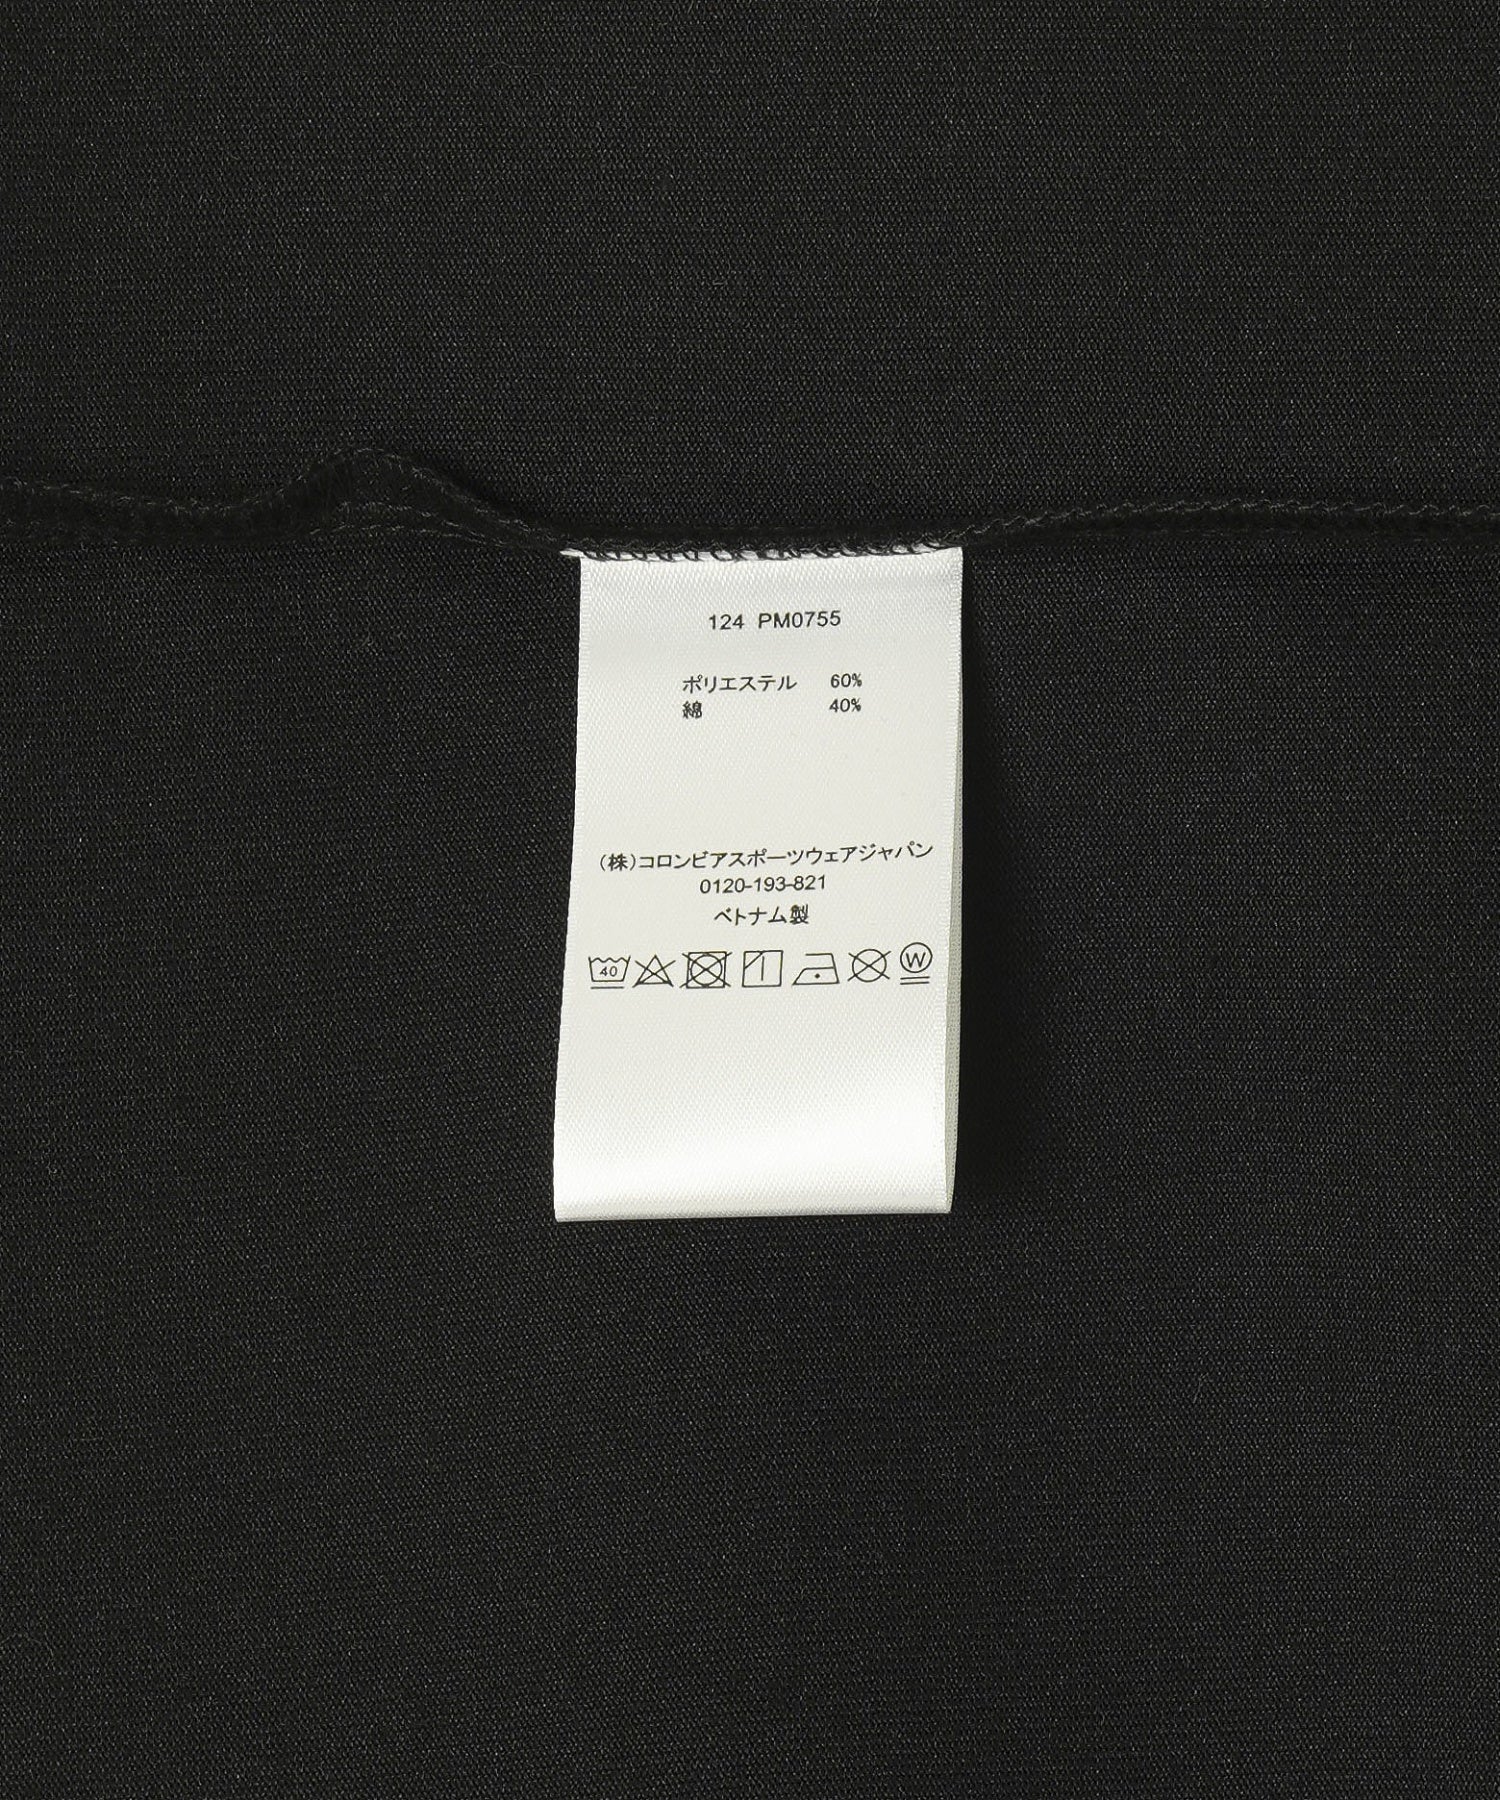 124 PM0755
ポリエステル 60%
綿 40%
(株)コロンビアスポーツウェアジャパン
0120-193-821
ベトナム製
40 W